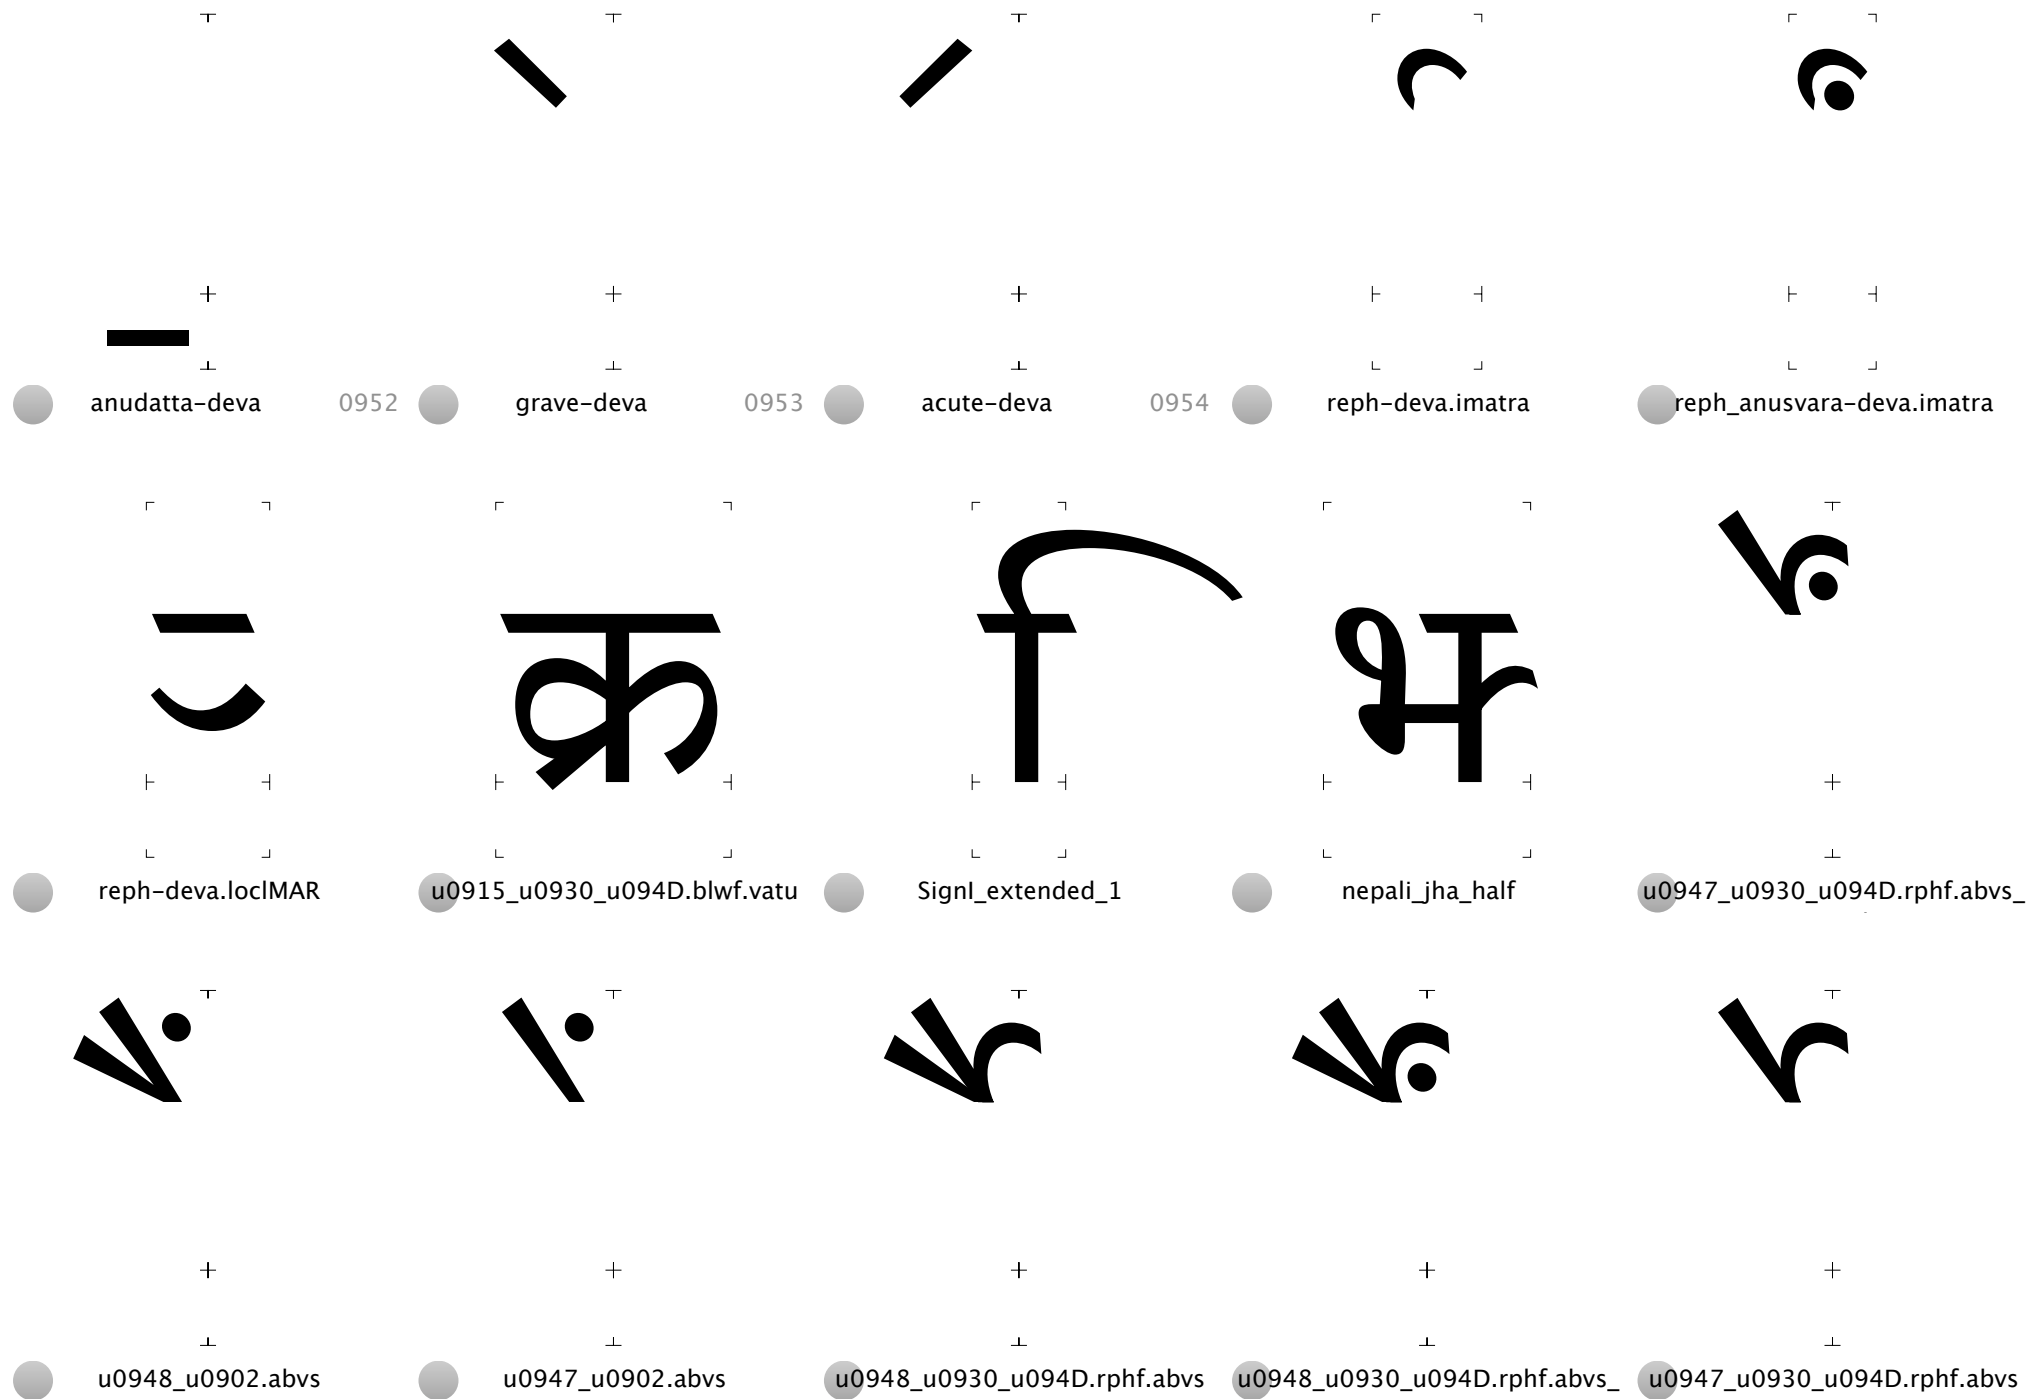 anudatta-deva 0952 grave-deva 0953 acute-deva 0954 reph-deva.imatra reph_anusvara-deva.imatra
क्र ि
reph-deva.loclMAR u0915_u0930_u094D.blwf.vatu SignI_extended_1 nepali_jha_half u0947_u0930_u094D.rphf.abvs_
u0948_u0902.abvs u0947_u0902.abvs u0948_u0930_u094D.rphf.abvs u0948_u0930_u094D.rphf.abvs_ u0947_u0930_u094D.rphf.abvs